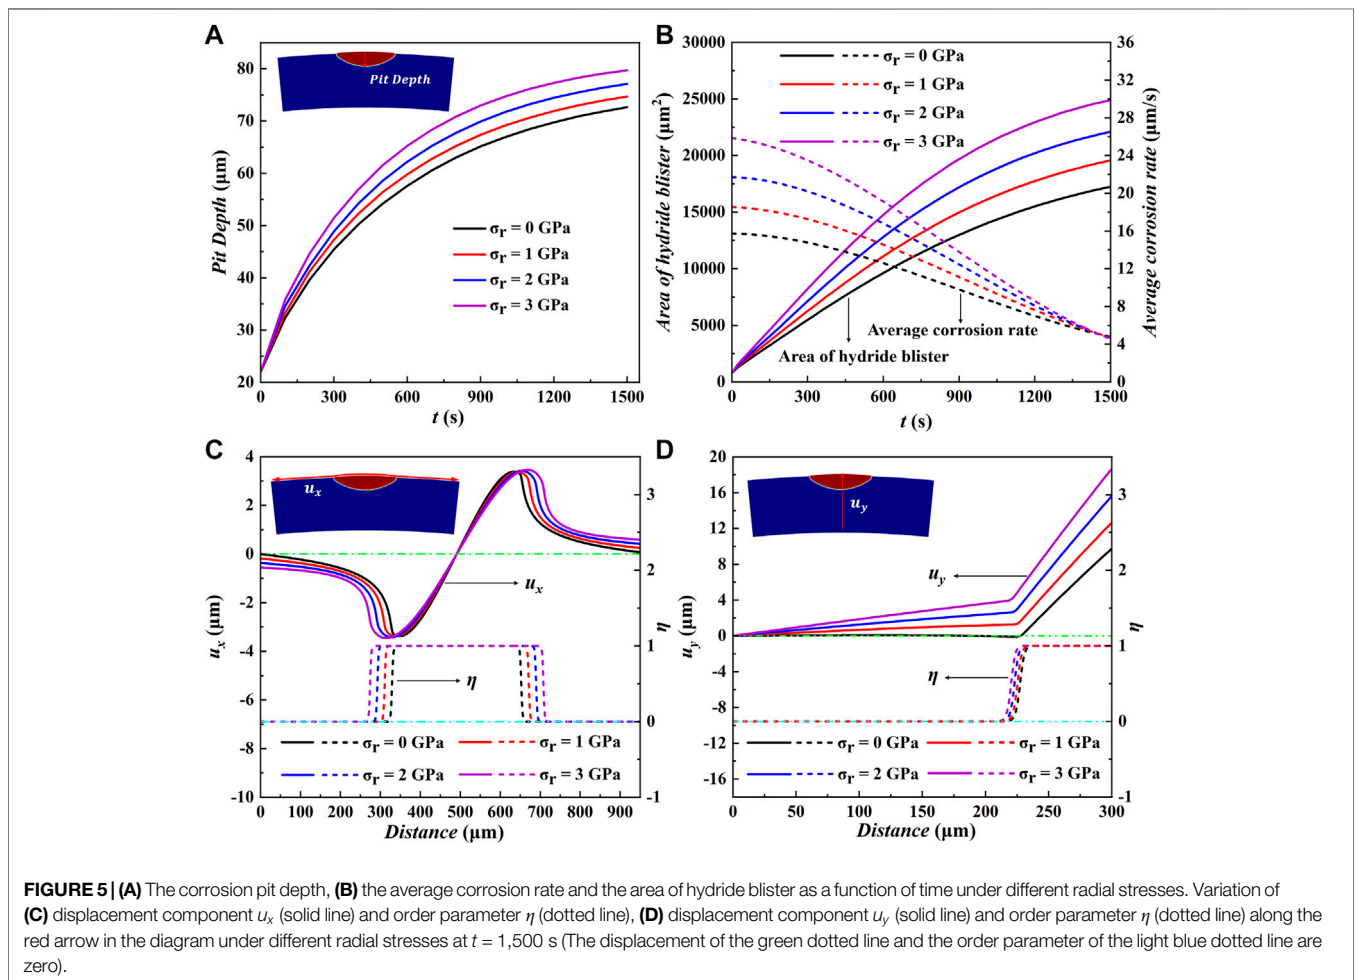 A
Pit Depth (μm)
80
70
60
50
40
30
20
Pit Depth
σr = 0 GPa
σr = 1 GPa
σr = 2 GPa
σr = 3 GPa
0 300 600 900 1200 1500
t (s)
B
Area of hydride blister (μm²)
30000
25000
20000
15000
10000
5000
0
σr = 0 GPa
σr = 1 GPa
σr = 2 GPa
σr = 3 GPa
Average corrosion rate
Area of hydride blister
36
32
28
24
20
16
12
8
4
0
Average corrosion rate (μm/s)
0 300 600 900 1200 1500
t (s)
C
ux (μm)
4
2
0
-2
-4
-6
-8
-10
ux
ux
η
3
2
1
0
-1
η
σr = 0 GPa σr = 1 GPa
σr = 2 GPa σr = 3 GPa
0 100 200 300 400 500 600 700 800 900
Distance (μm)
D
uy (μm)
20
16
12
8
4
0
-4
-8
-12
-16
uy
uy
η
3
2
1
0
-1
η
σr = 0 GPa σr = 1 GPa
σr = 2 GPa σr = 3 GPa
0 50 100 150 200 250 300
Distance (μm)
FIGURE 5 | (A) The corrosion pit depth, (B) the average corrosion rate and the area of hydride blister as a function of time under different radial stresses. Variation of
(C) displacement component ux (solid line) and order parameter η (dotted line), (D) displacement component uy (solid line) and order parameter η (dotted line) along the
red arrow in the diagram under different radial stresses at t = 1,500 s (The displacement of the green dotted line and the order parameter of the light blue dotted line are
zero).